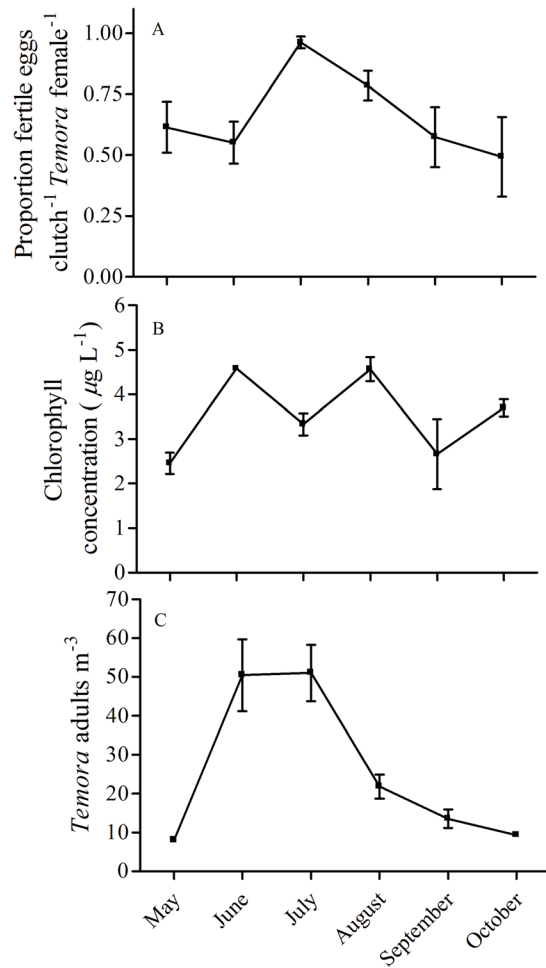 A
Proportion fertile eggs
clutch⁻¹ Temora female⁻¹
1.00
0.75
0.50
0.25
0.00
B
Chlorophyll
concentration ( µg L⁻¹)
6
5
4
3
2
1
0
C
Temora adults m⁻³
70
60
50
40
30
20
10
0
May
June
July
August
September
October